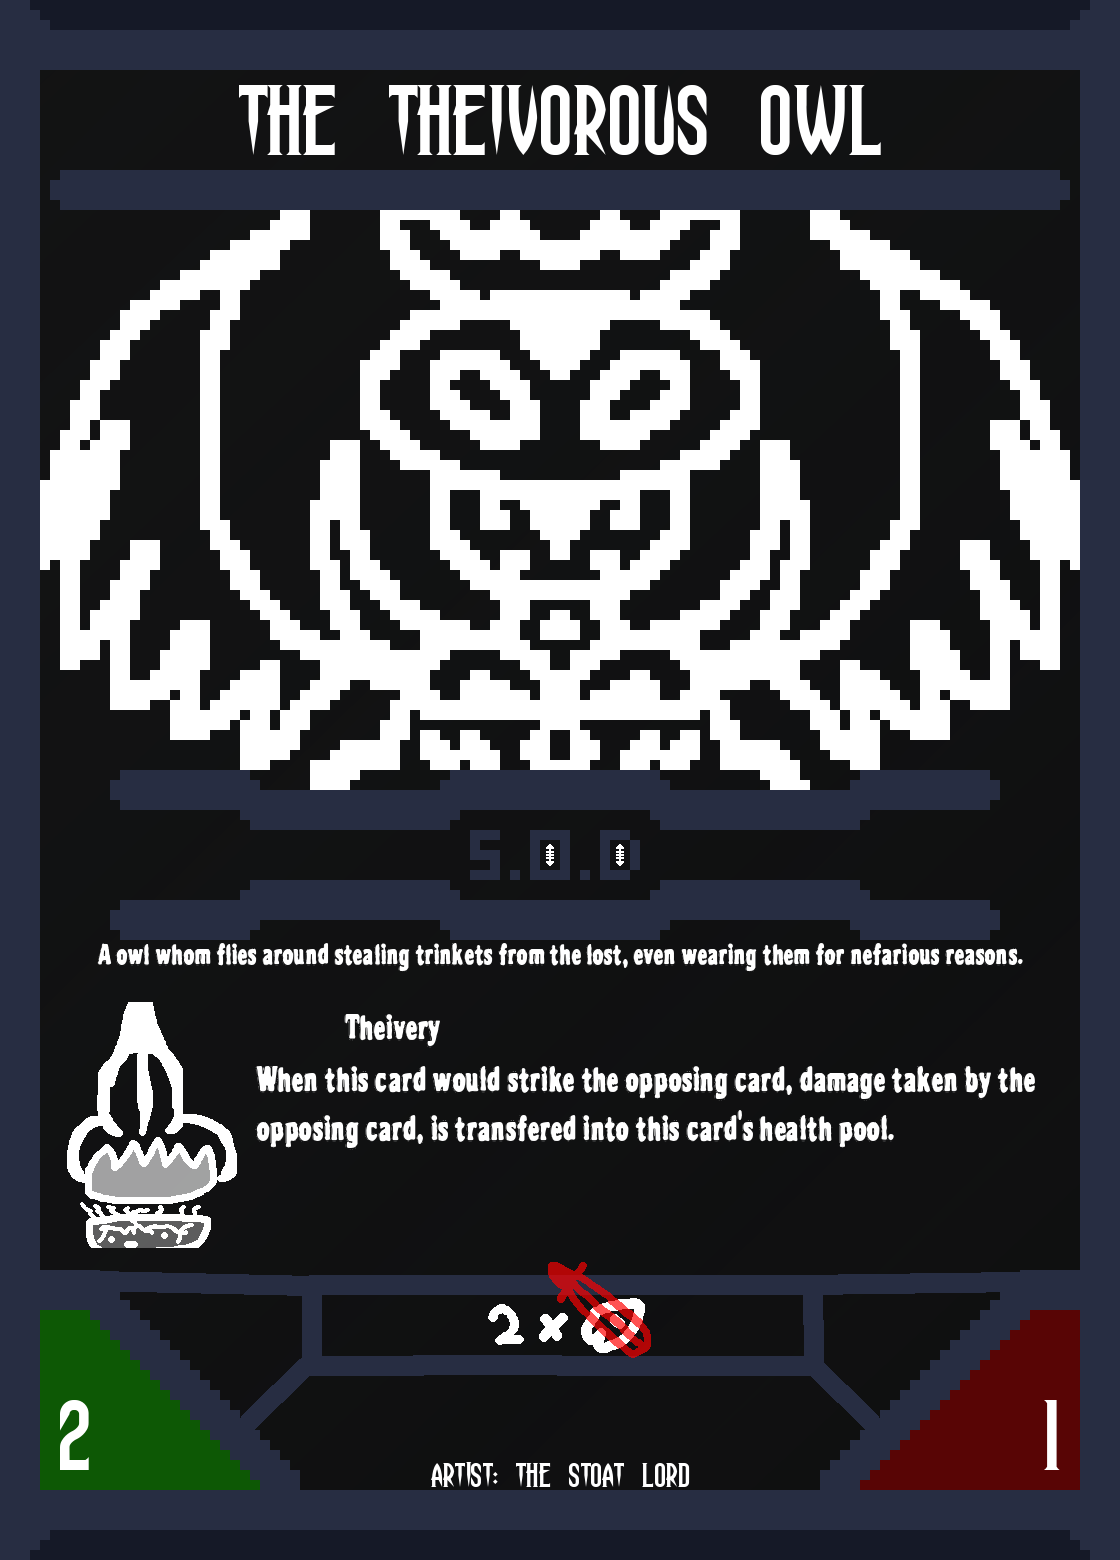 THE THEIVOROUS OWL
S.O.D
A owl whom flies around stealing trinkets from the lost, even wearing them for nefarious reasons.
Theivery
When this card would strike the opposing card, damage taken by the
opposing card, is transfered into this card's health pool.
2 x
2
1
ARTIST: THE STOAT LORD